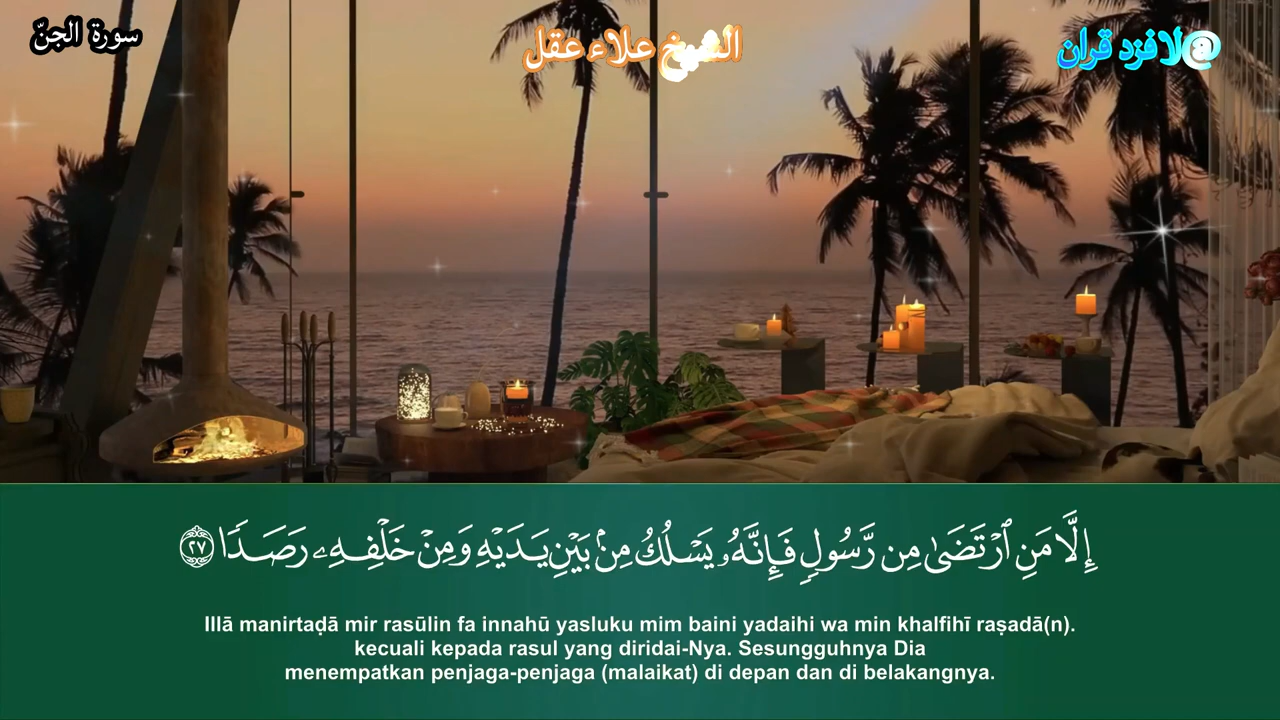 سورة الجنّ
الشيخ علاء عقل
@لافزد قران
إِلَّا مَنِ ٱرْتَضَىٰ مِن رَّسُولٍ فَإِنَّهُۥ يَسْلُكُ مِنۢ بَيْنِ يَدَيْهِ وَمِنْ خَلْفِهِۦ رَصَدًا ٢٧
Illā manirtaḍā mir rasūlin fa innahū yasluku mim baini yadaihi wa min khalfihī raṣadā(n).
kecuali kepada rasul yang diridai-Nya. Sesungguhnya Dia
menempatkan penjaga-penjaga (malaikat) di depan dan di belakangnya.